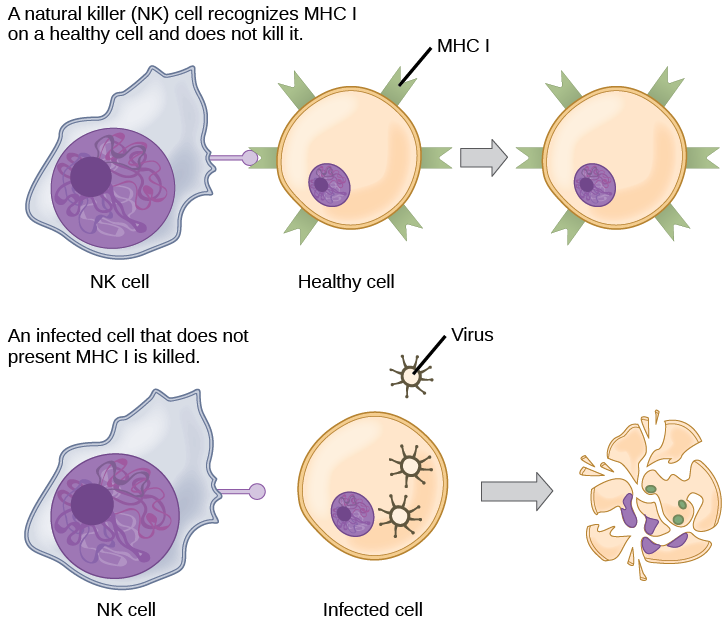 A natural killer (NK) cell recognizes MHC I
on a healthy cell and does not kill it.
MHC I
NK cell
Healthy cell
An infected cell that does not
present MHC I is killed.
Virus
NK cell
Infected cell